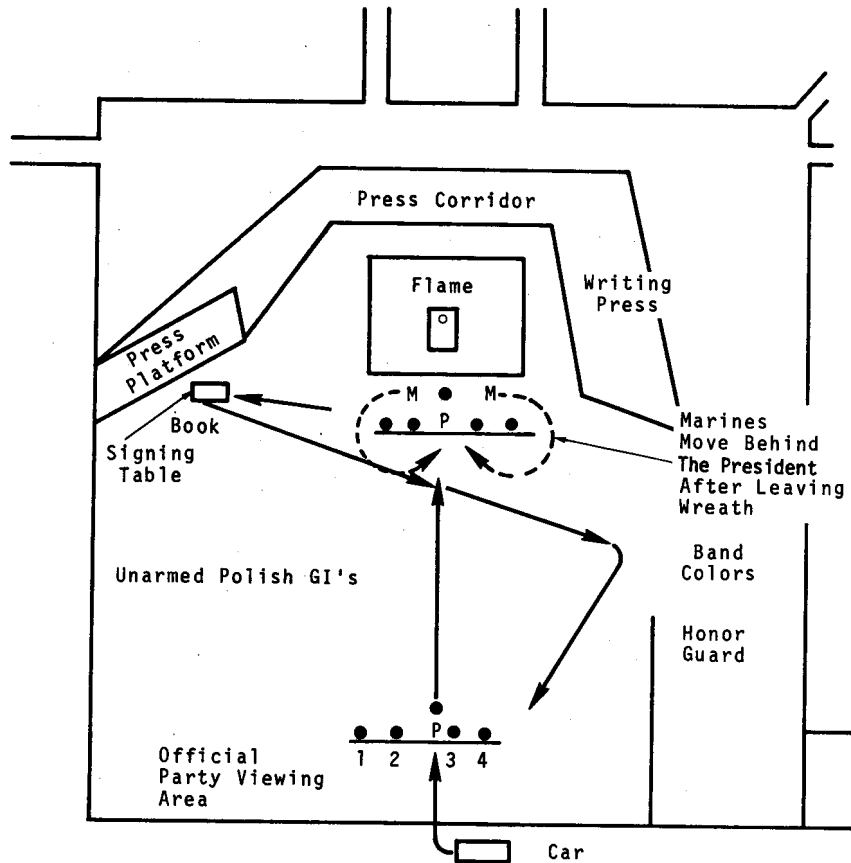 Press Corridor
Flame
Writing
Press
Press
Platform
M M
P
Book
Signing
Table
Marines
Move Behind
The President
After Leaving
Wreath
Band
Colors
Unarmed Polish GI's
Honor
Guard
P
1 2 3 4
Official
Party Viewing
Area
Car